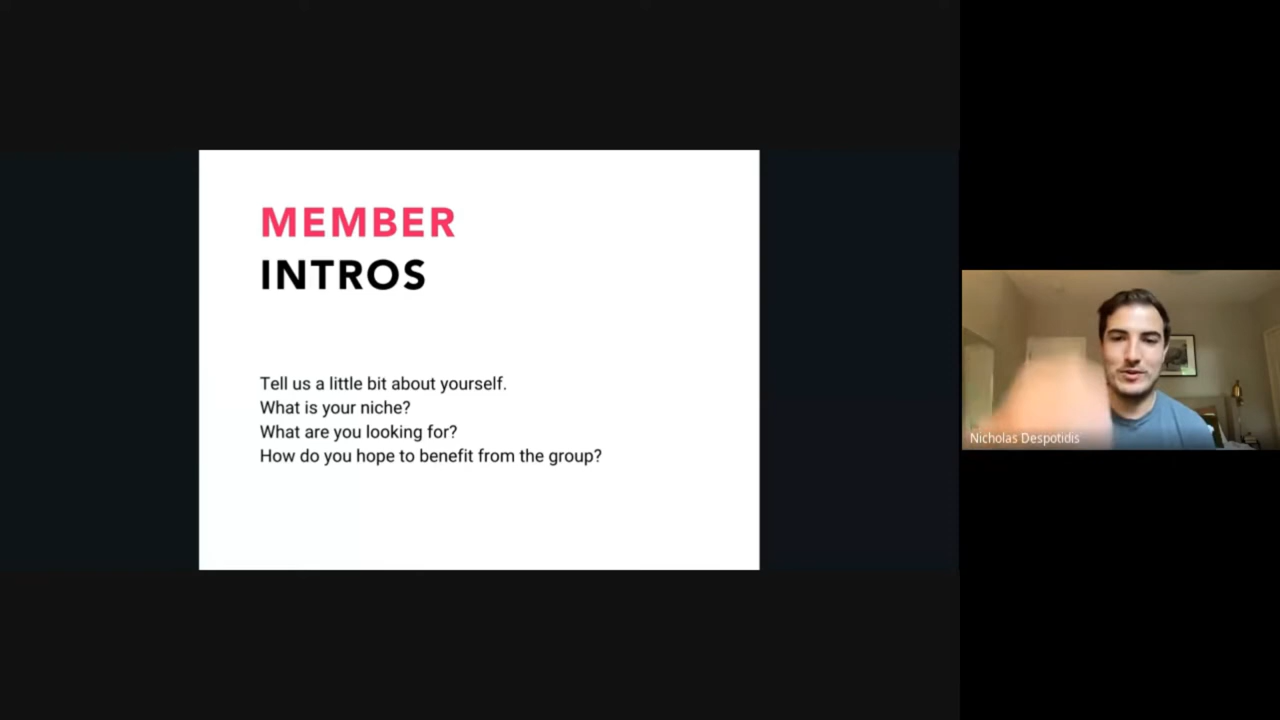 MEMBER
INTROS
Tell us a little bit about yourself.
What is your niche?
What are you looking for?
How do you hope to benefit from the group?
Nicholas Despotidis